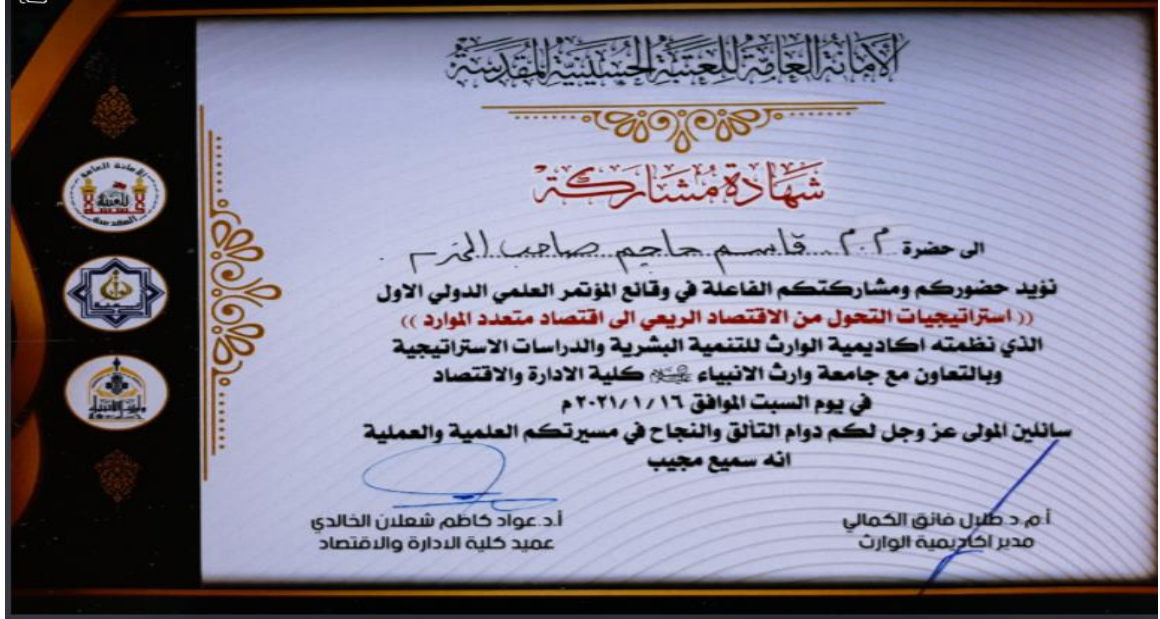 الأمانة العامة للعتبة الحسينية المقدسة
شهادة مشاركة
الى حضرة م.م. قاسم حاجم صاحب
نؤيد حضوركم ومشاركتكم الفاعلة في وقائع المؤتمر العلمي الدولي الاول
(( استراتيجيات التحول من الاقتصاد الريعي الى اقتصاد متعدد الموارد ))
الذي نظمته اكاديمية الوارث للتنمية البشرية والدراسات الاستراتيجية
وبالتعاون مع جامعة وارث الانبياء كلية الادارة والاقتصاد
في يوم السبت الموافق ٢٠٢١/١/١٦ م
سائلين المولى عز وجل لكم دوام التألق والنجاح في مسيرتكم العلمية والعملية
انه سميع مجيب
أ.م.د.طلال فائق الكمالي
مدير اكاديمية الوارث
أ.د.عواد كاظم شعلان الخالدي
عميد كلية الادارة والاقتصاد